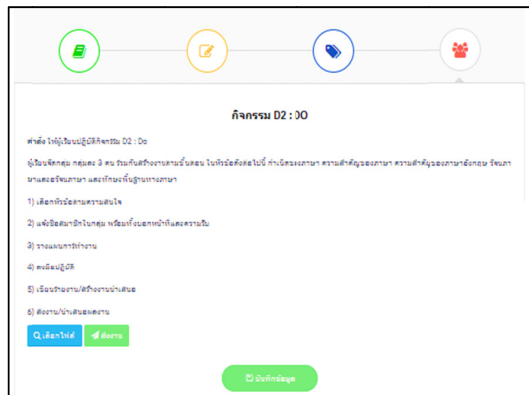 กิจกรรม D2 : DO
คำสั่ง ให้ผู้เรียนปฏิบัติกิจกรรม D2 : Do
ผู้เรียนจัดกลุ่ม กลุ่มละ 3 คน ร่วมกันสร้างงานตามขั้นตอน ในหัวข้อดังต่อไปนี้ กำเนิดของภาษา ความสำคัญของภาษา ความสำคัญของภาษาอังกฤษ วัจนภา
ษาและอวัจนภาษา และทักษะพื้นฐานทางภาษา
1) เลือกหัวข้อตามความสนใจ
2) แจ้งชื่อสมาชิกในกลุ่ม พร้อมทั้งบอกหน้าที่และความรับ
3) วางแผนการทำงาน
4) ลงมือปฏิบัติ
5) เขียนรายงาน/สร้างงานนำเสนอ
6) ส่งงาน/นำเสนอผลงาน
เลือกไฟล์ ส่งงาน
บันทึกข้อมูล